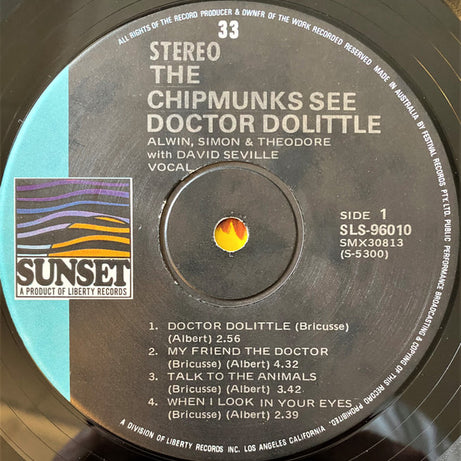 ALL RIGHTS OF THE RECORD PRODUCER & OWNER OF THE WORK RECORDED RESERVED
MADE IN AUSTRALIA BY FESTIVAL RECORDS PTY. LTD. PUBLIC PERFORMANCE BROADCASTING & COPYING OF THIS RECORD PROHIBITED.
33
STEREO
THE
CHIPMUNKS SEE
DOCTOR DOLITTLE
ALWIN, SIMON & THEODORE
with DAVID SEVILLE
VOCAL
SUNSET
A PRODUCT OF LIBERTY RECORDS
SIDE 1
SLS-96010
SMX30813
(S-5300)
1. DOCTOR DOLITTLE (Bricusse)
(Albert) 2.56
2. MY FRIEND THE DOCTOR
(Bricusse) (Albert) 4.32
3. TALK TO THE ANIMALS
(Bricusse) (Albert) 3.42
4. WHEN I LOOK IN YOUR EYES
(Bricusse) (Albert) 2.39
A DIVISION OF LIBERTY RECORDS INC. LOS ANGELES CALIFORNIA